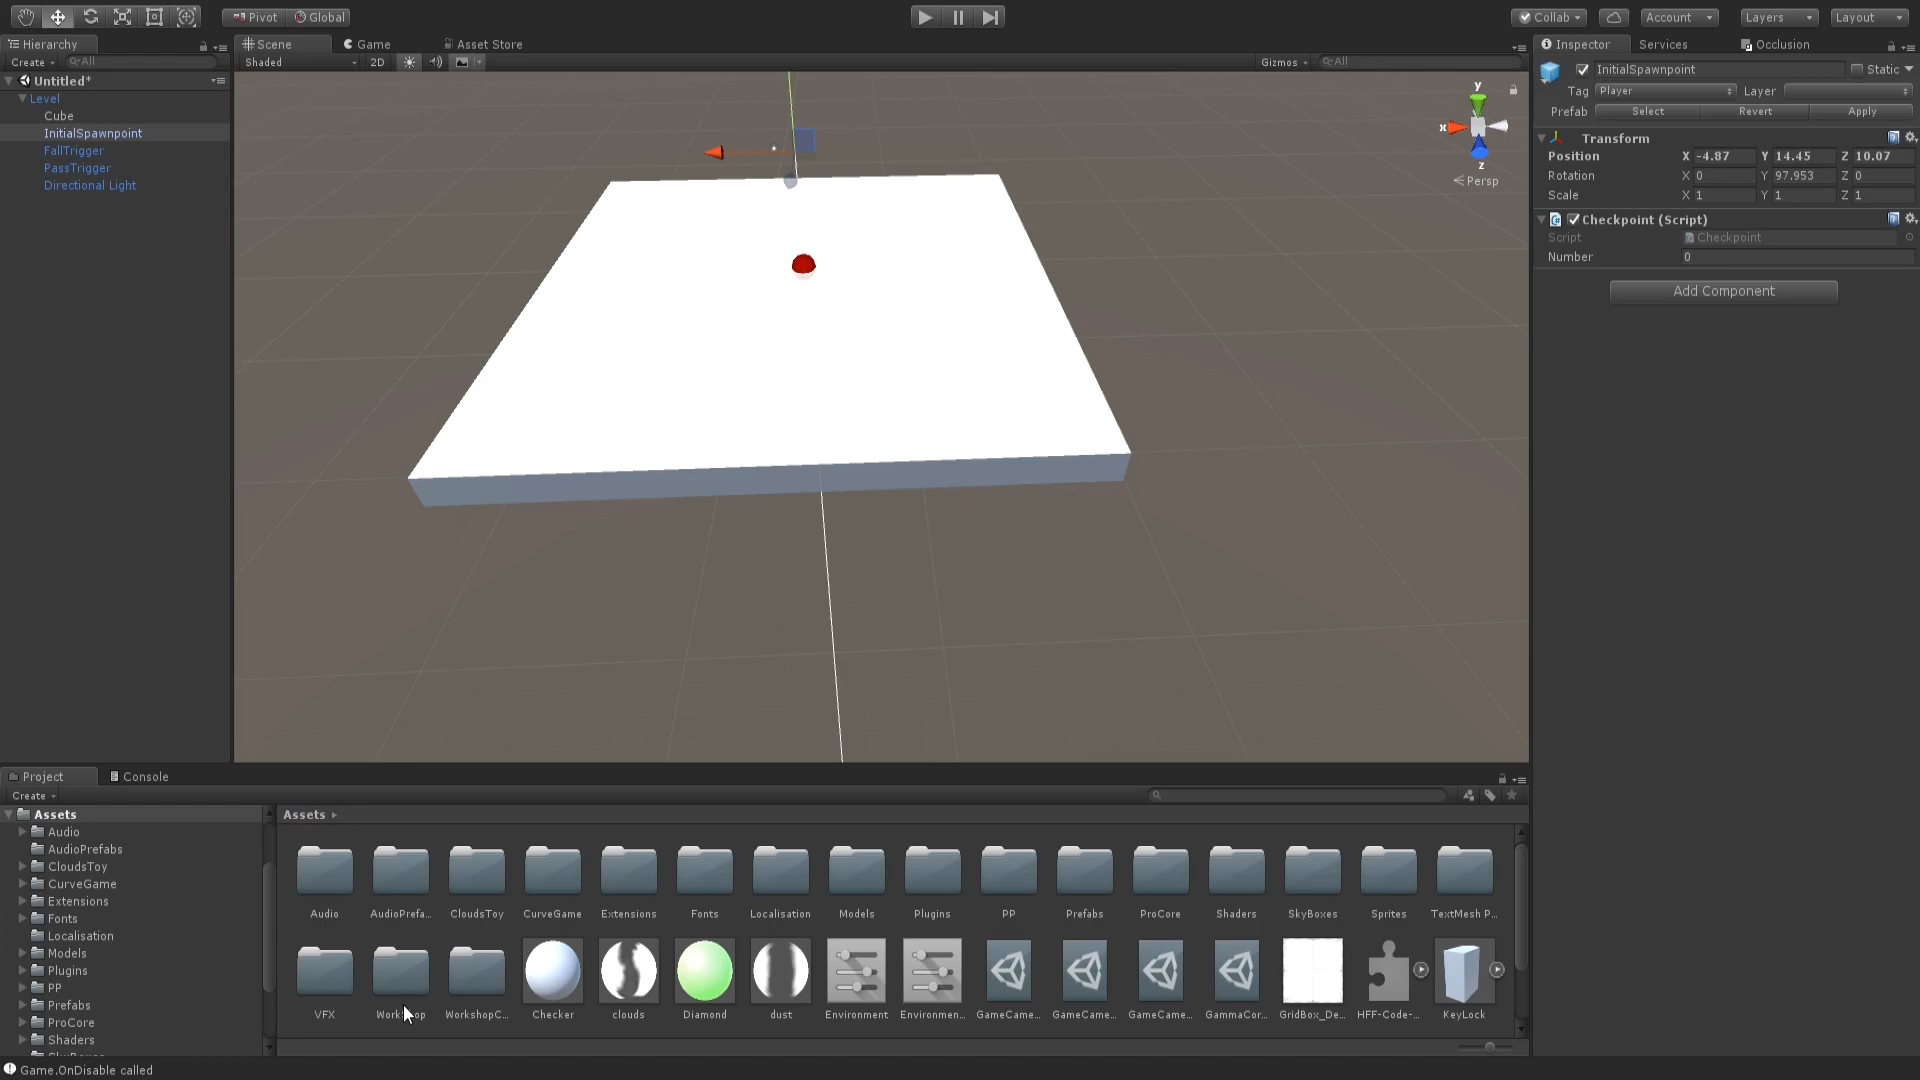 Pivot Global Collab Account Layers Layout
Hierarchy
Create All
Untitled*
Level
Cube
InitialSpawnpoint
FallTrigger
PassTrigger
Directional Light
Scene Game Asset Store
Shaded 2D Gizmos All
y
x
z
Persp
Inspector Services Occlusion
InitialSpawnpoint Static
Tag Player Layer
Prefab Select Revert Apply
Transform
Position X -4.87 Y 14.45 Z 10.07
Rotation X 0 Y 97.953 Z 0
Scale X 1 Y 1 Z 1
Checkpoint (Script)
Script Checkpoint
Number 0
Add Component
Project Console
Create
Assets
Audio
AudioPrefabs
CloudsToy
CurveGame
Extensions
Fonts
Localisation
Models
Plugins
PP
Prefabs
ProCore
Shaders
Assets
Audio AudioPrefa... CloudsToy CurveGame Extensions Fonts Localisation Models Plugins PP Prefabs ProCore Shaders SkyBoxes Sprites TextMesh P...
VFX WorkShop WorkshopC... Checker clouds Diamond dust Environment Environmen... GameCame... GameCame... GameCame... GammaCor... GridBox_De... HFF-Code-... KeyLock
Game.OnDisable called